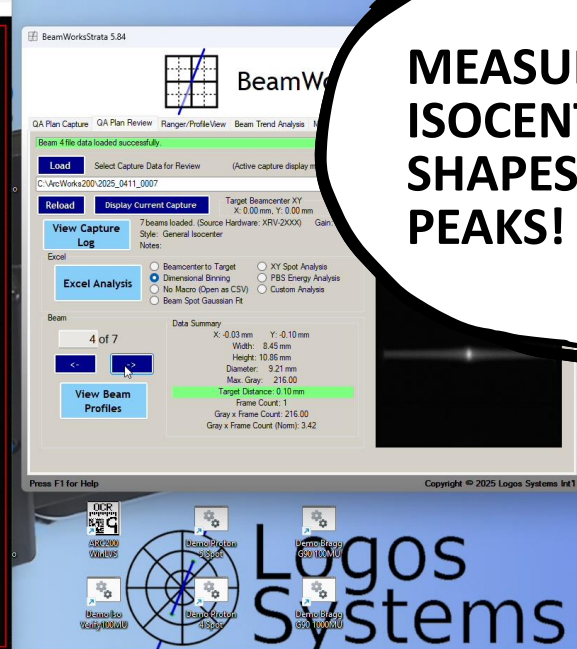 BeamWorksStrata 5.84
MEASU
ISOCENT
SHAPES
PEAKS!
BeamWo
QA Plan Capture QA Plan Review Ranger/ProfileView Beam Trend Analysis M
Beam 4 file data loaded successfully.
Load Select Capture Data for Review (Active capture display m
C:\ArcWorks200\2025_0411_0007
Reload Display Current Capture Target Beamcenter XY
X: 0.00 mm, Y: 0.00 mm
View Capture Log
7 beams loaded. (Source Hardware: XRV-2XXX) Gain:
Style: General Isocenter
Notes:
Excel
Excel Analysis
Beamcenter to Target XY Spot Analysis
Dimensional Binning PBS Energy Analysis
No Macro (Open as CSV) Custom Analysis
Beam Spot Gaussian Fit
Beam
4 of 7
<- ->
View Beam
Profiles
Data Summary
X: -0.03 mm Y: -0.10 mm
Width: 8.45 mm
Height: 10.86 mm
Diameter: 9.21 mm
Max. Gray: 216.00
Target Distance: 0.10 mm
Frame Count: 1
Gray x Frame Count: 216.00
Gray x Frame Count (Norm): 3.42
Press F1 for Help Copyright © 2025 Logos Systems Int'l
OCR
ARC200
WinLVS
Demo Proton
5 Spot
Demo Bragg
G90 100MU
Demo Iso
Verify 100MU
Demo Proton
4 Spot
Demo Bragg
G90 1000MU
Logos
Systems